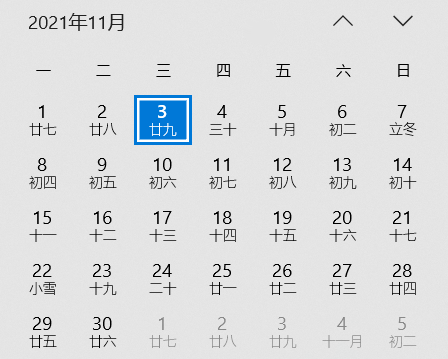 2021年11月
一 二 三 四 五 六 日
1 2 3 4 5 6 7
廿七 廿八 廿九 三十 十月 初二 立冬
8 9 10 11 12 13 14
初四 初五 初六 初七 初八 初九 初十
15 16 17 18 19 20 21
十一 十二 十三 十四 十五 十六 十七
22 23 24 25 26 27 28
小雪 十九 二十 廿一 廿二 廿三 廿四
29 30 1 2 3 4 5
廿五 廿六 廿七 廿八 廿九 十一月 初二